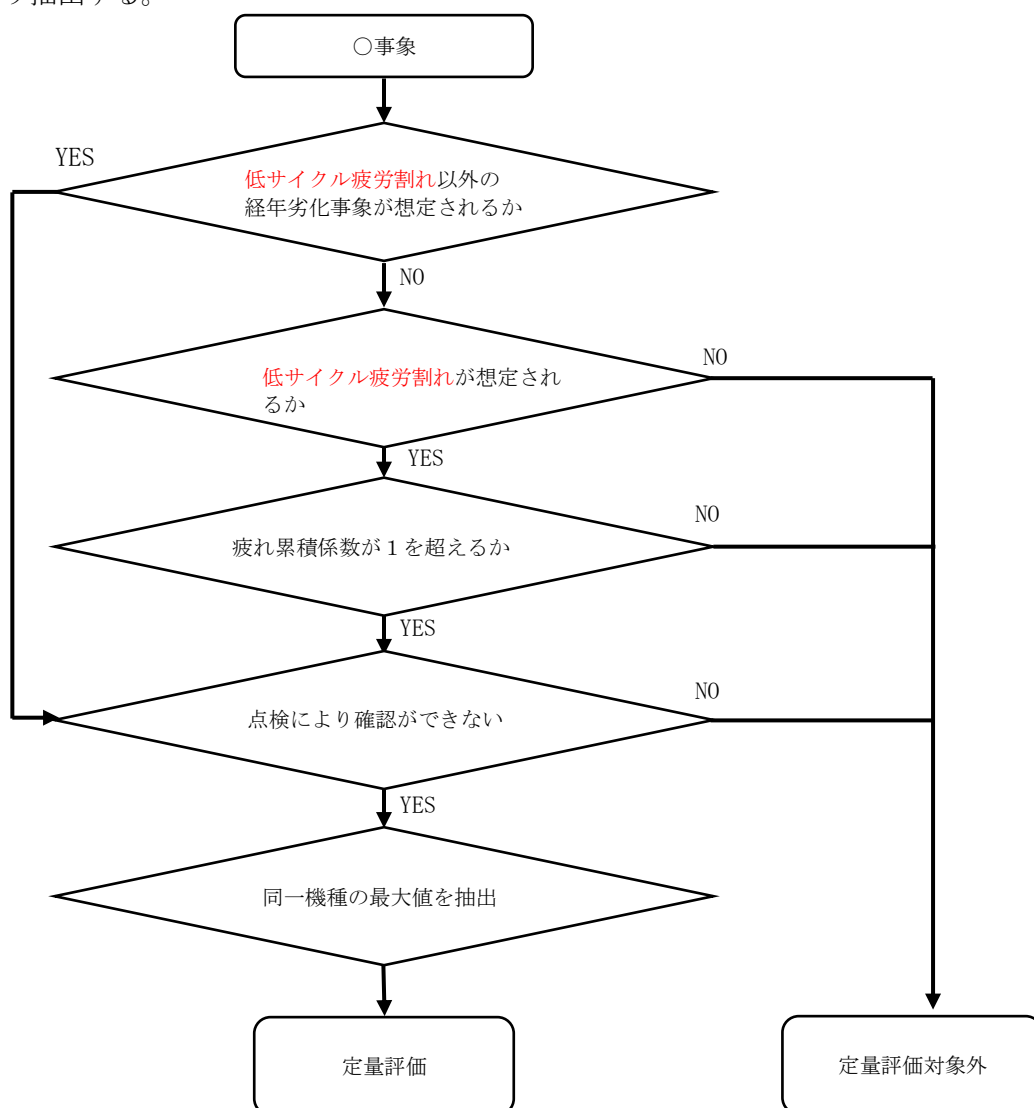 抽出する。
○事象
YES
低サイクル疲労割れ以外の
経年劣化事象が想定されるか
NO
NO
低サイクル疲労割れが想定され
るか
YES
NO
疲れ累積係数が１を超えるか
YES
NO
点検により確認ができない
YES
同一機種の最大値を抽出
定量評価
定量評価対象外